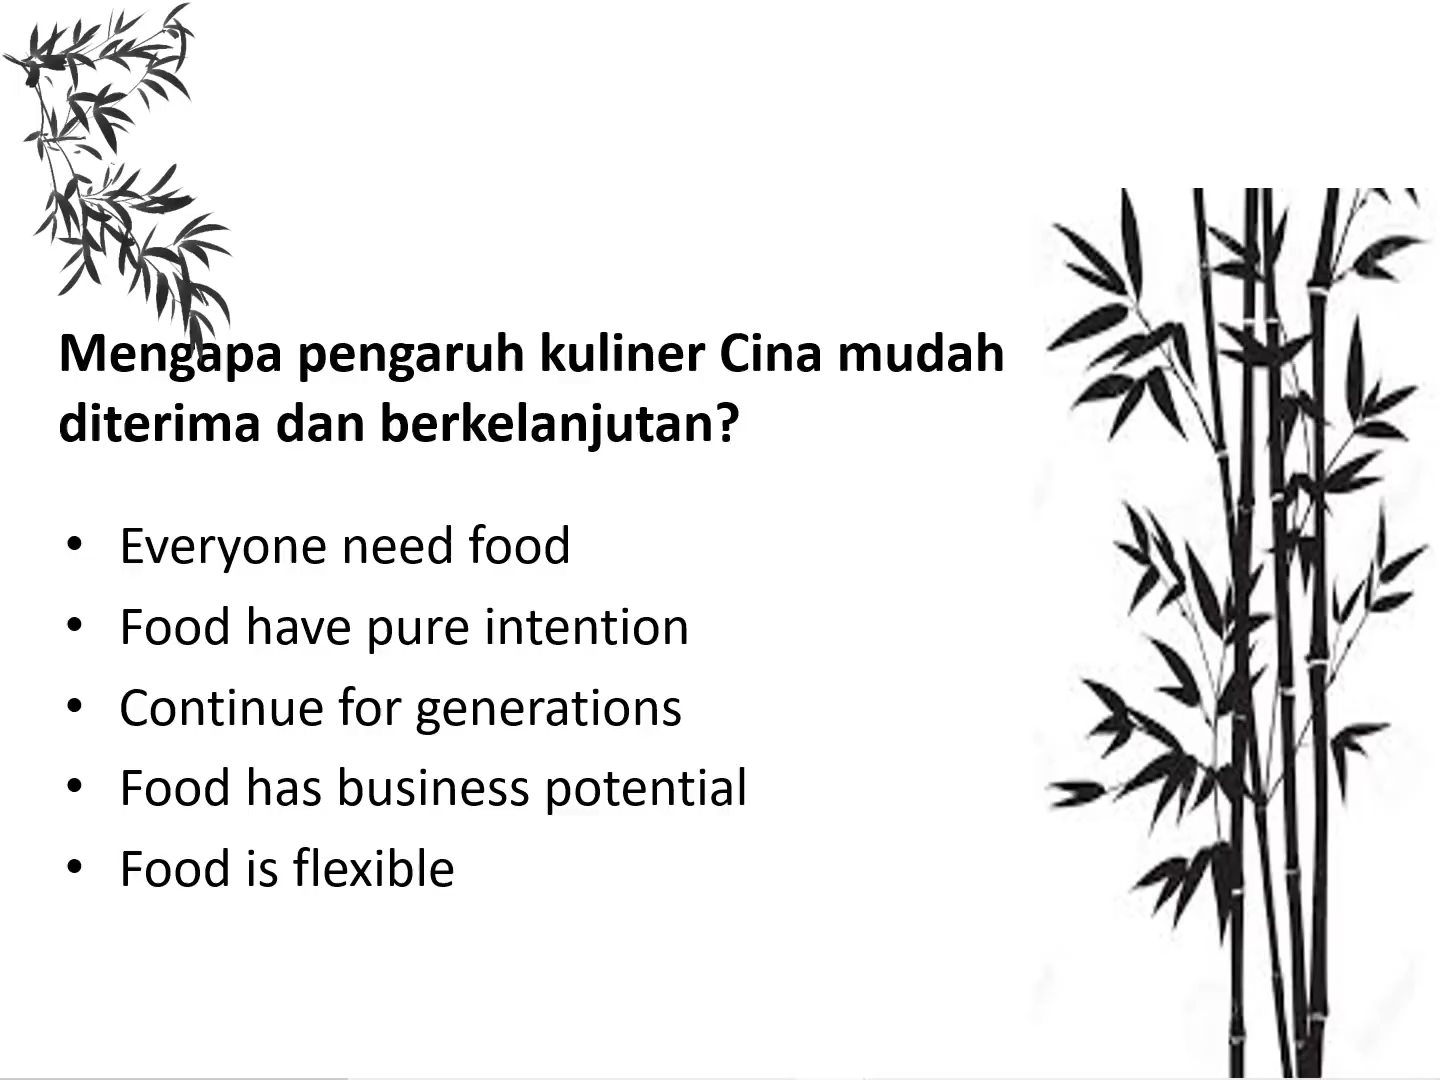 Mengapa pengaruh kuliner Cina mudah
diterima dan berkelanjutan?
• Everyone need food
• Food have pure intention
• Continue for generations
• Food has business potential
• Food is flexible